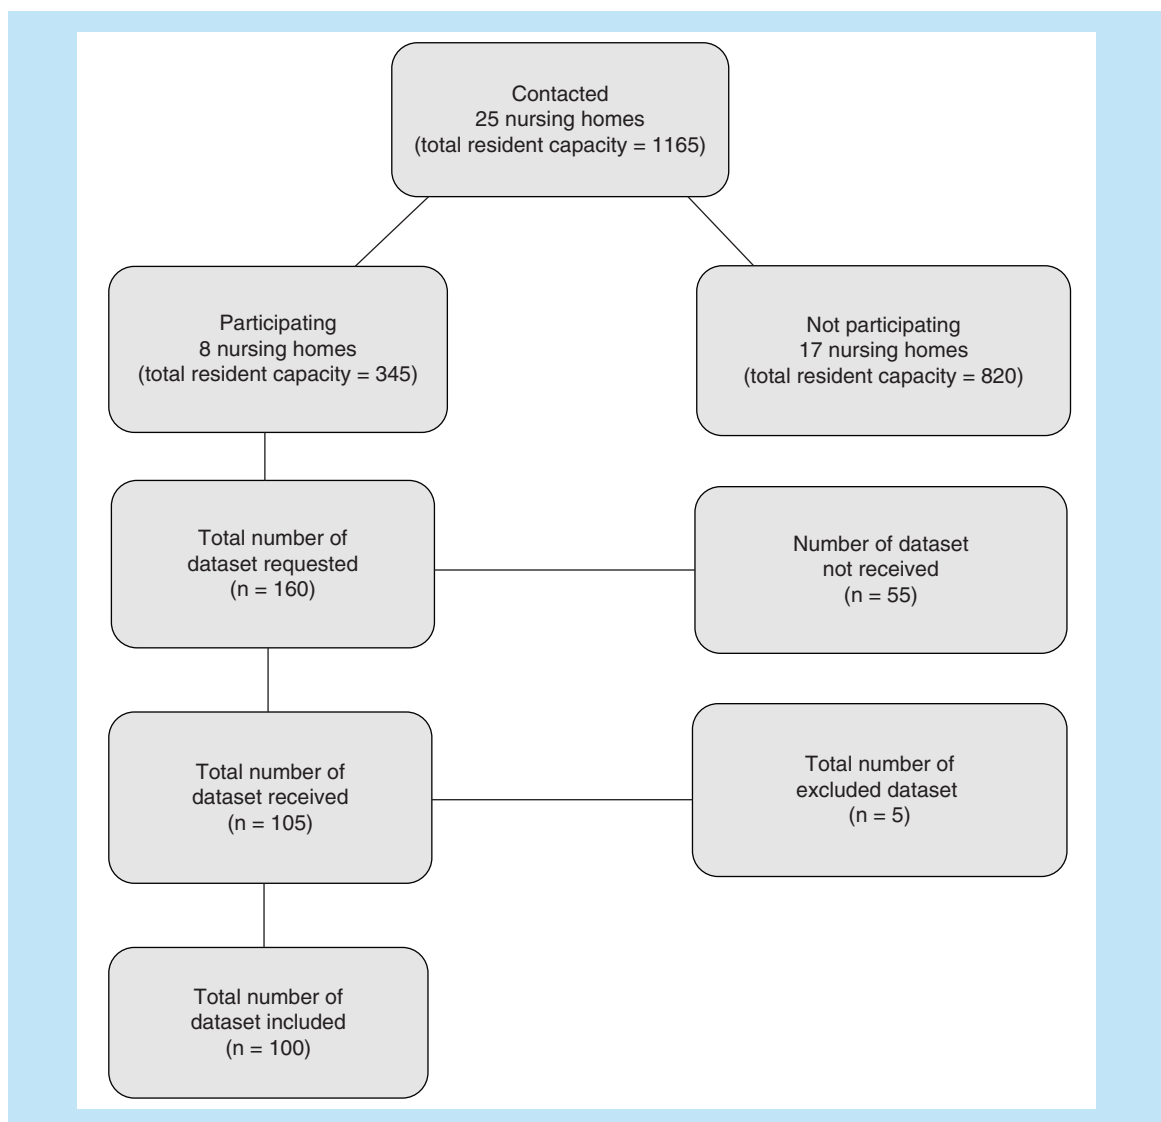 Contacted
25 nursing homes
(total resident capacity = 1165)
Participating
8 nursing homes
(total resident capacity = 345)
Not participating
17 nursing homes
(total resident capacity = 820)
Total number of
dataset requested
(n = 160)
Number of dataset
not received
(n = 55)
Total number of
dataset received
(n = 105)
Total number of
excluded dataset
(n = 5)
Total number of
dataset included
(n = 100)